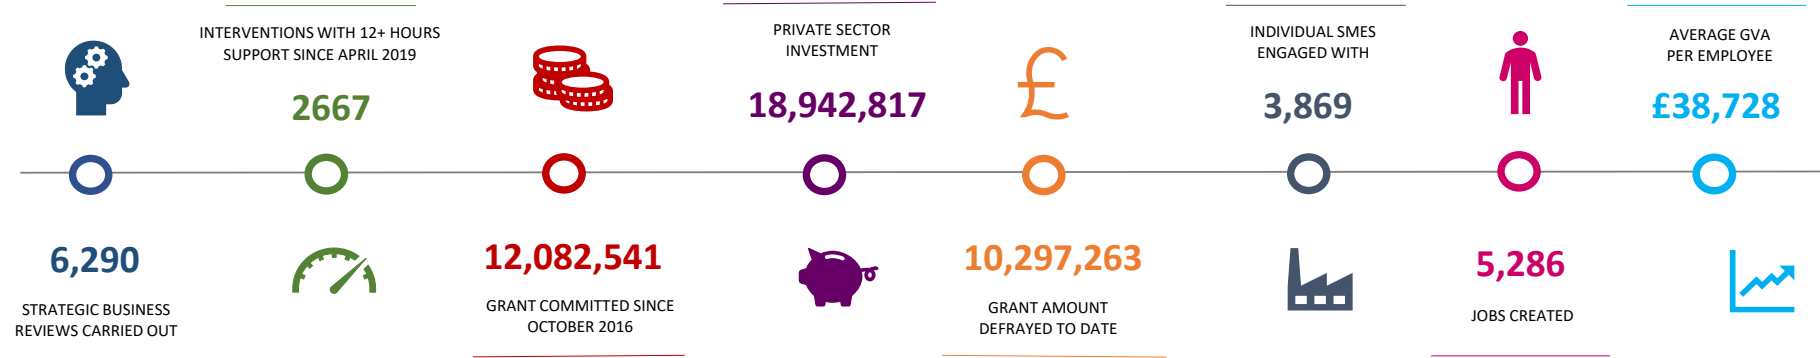 6,290
STRATEGIC BUSINESS
REVIEWS CARRIED OUT
INTERVENTIONS WITH 12+ HOURS
SUPPORT SINCE APRIL 2019
2667
12,082,541
GRANT COMMITTED SINCE
OCTOBER 2016
PRIVATE SECTOR
INVESTMENT
18,942,817
£
10,297,263
GRANT AMOUNT
DEFRAYED TO DATE
INDIVIDUAL SMES
ENGAGED WITH
3,869
5,286
JOBS CREATED
AVERAGE GVA
PER EMPLOYEE
£38,728